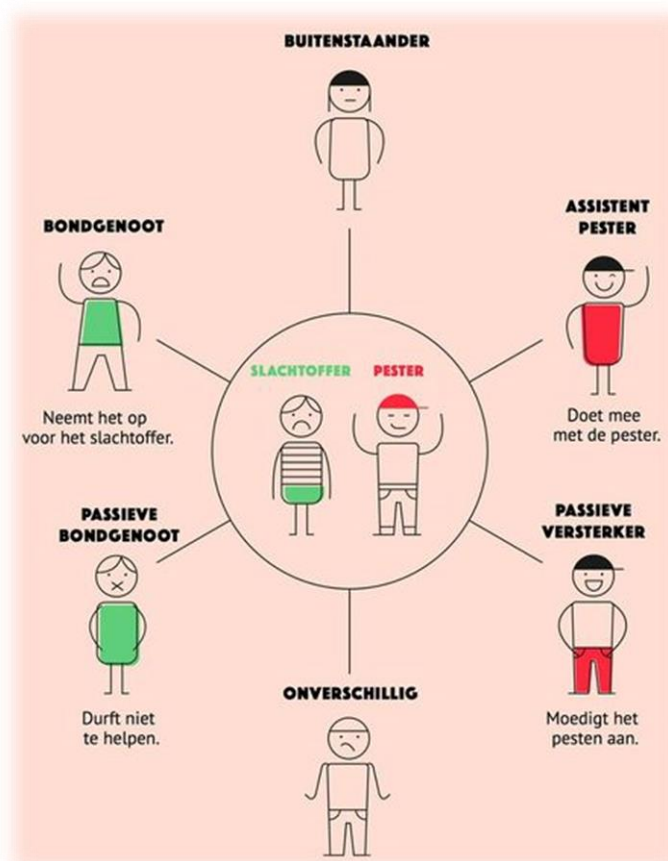 BUITENSTAANDER
BONDGENOOT
Neemt het op
voor het slachtoffer.
ASSISTENT
PESTER
Doet mee
met de pester.
SLACHTOFFER
PESTER
PASSIEVE
BONDGENOOT
Durft niet
te helpen.
PASSIEVE
VERSTERKER
Moedigt het
pesten aan.
ONVERSCHILLIG